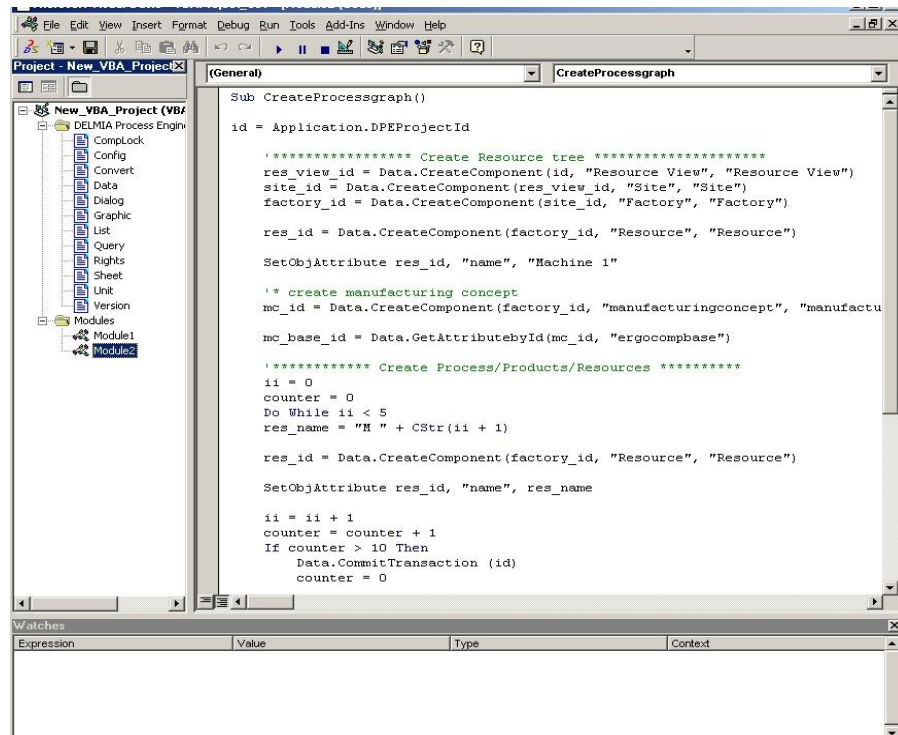 File Edit View Insert Format Debug Run Tools Add-Ins Window Help
Project - New_VBA_Project
New_VBA_Project (VBA
DELMIA Process Engin
CompLock
Config
Convert
Data
Dialog
Graphic
List
Query
Rights
Sheet
Unit
Version
Modules
Module1
Module2
(General) CreateProcessgraph
Sub CreateProcessgraph()
id = Application.DPEProjectId
'***************** Create Resource tree *********************
res_view_id = Data.CreateComponent(id, "Resource View", "Resource View")
site_id = Data.CreateComponent(res_view_id, "Site", "Site")
factory_id = Data.CreateComponent(site_id, "Factory", "Factory")
res_id = Data.CreateComponent(factory_id, "Resource", "Resource")
SetObjAttribute res_id, "name", "Machine 1"
'* create manufacturing concept
mc_id = Data.CreateComponent(factory_id, "manufacturingconcept", "manufactu
mc_base_id = Data.GetAttributebyId(mc_id, "ergocompbase")
'************ Create Process/Products/Resources **********
ii = 0
counter = 0
Do While ii < 5
res_name = "M " + CStr(ii + 1)
res_id = Data.CreateComponent(factory_id, "Resource", "Resource")
SetObjAttribute res_id, "name", res_name
ii = ii + 1
counter = counter + 1
If counter > 10 Then
Data.CommitTransaction (id)
counter = 0
Watches
Expression Value Type Context